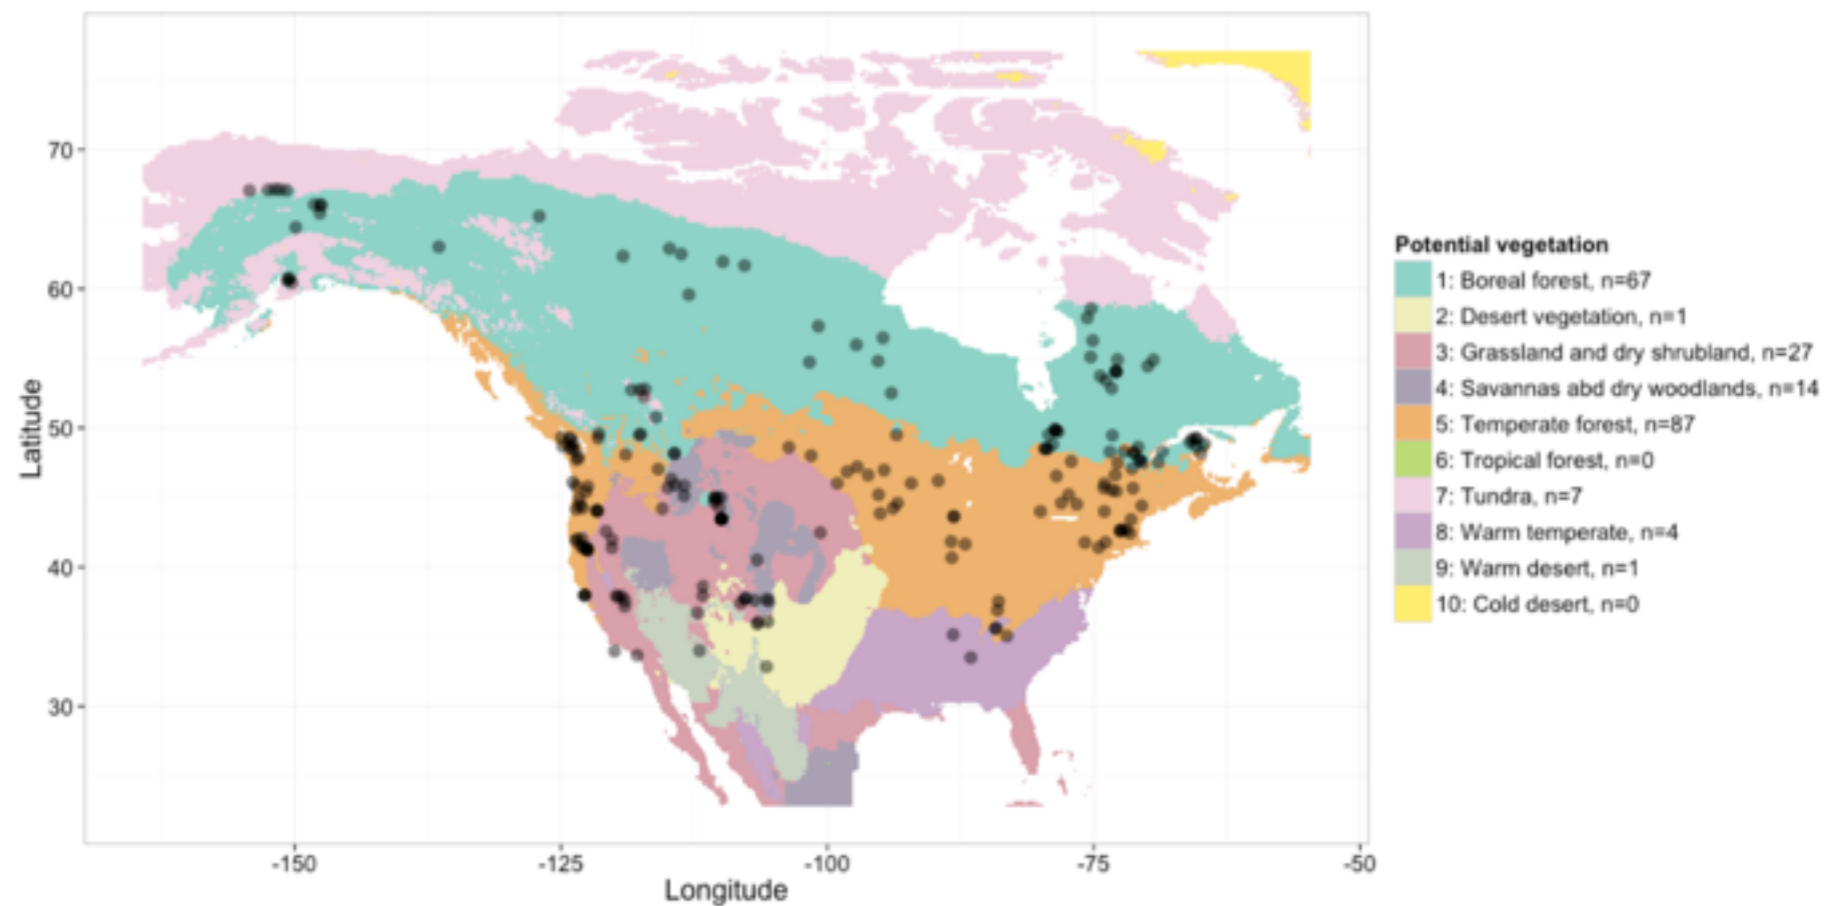 70
60
50
40
30
Latitude
-150
-125
-100
-75
-50
Longitude
Potential vegetation
1: Boreal forest, n=67
2: Desert vegetation, n=1
3: Grassland and dry shrubland, n=27
4: Savannas abd dry woodlands, n=14
5: Temperate forest, n=87
6: Tropical forest, n=0
7: Tundra, n=7
8: Warm temperate, n=4
9: Warm desert, n=1
10: Cold desert, n=0